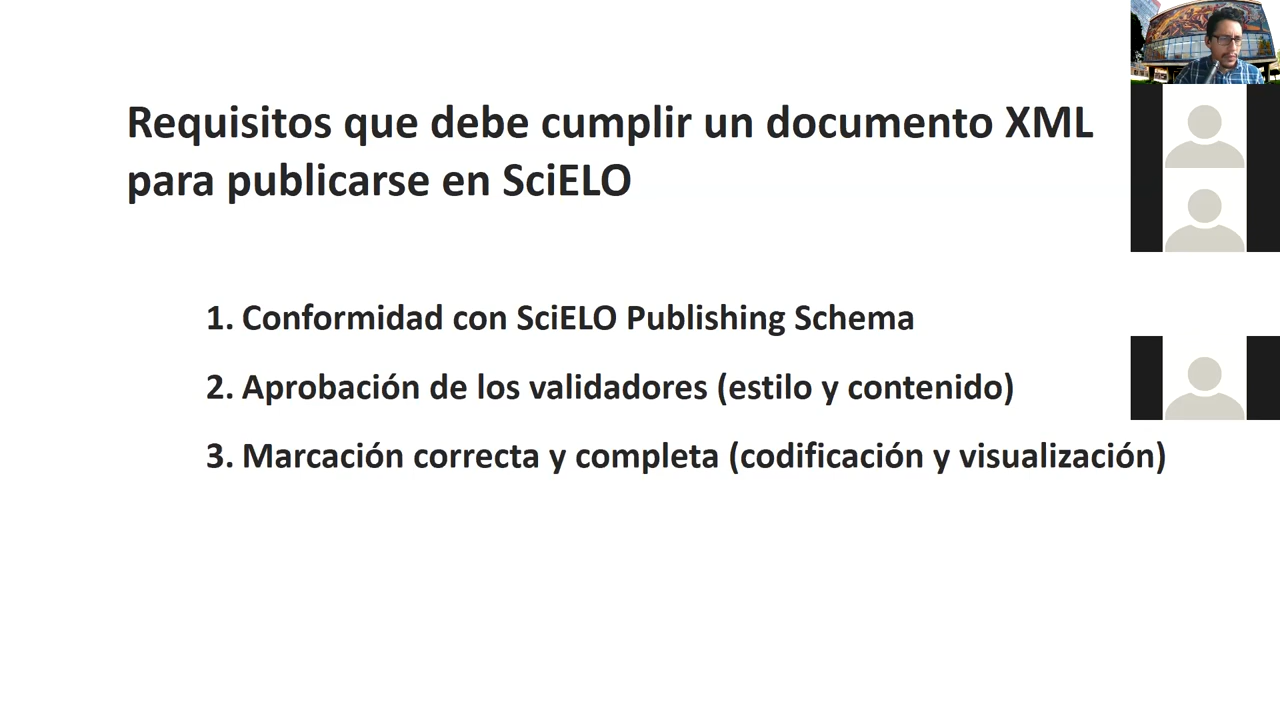 Requisitos que debe cumplir un documento XML
para publicarse en SciELO
1. Conformidad con SciELO Publishing Schema
2. Aprobación de los validadores (estilo y contenido)
3. Marcación correcta y completa (codificación y visualización)